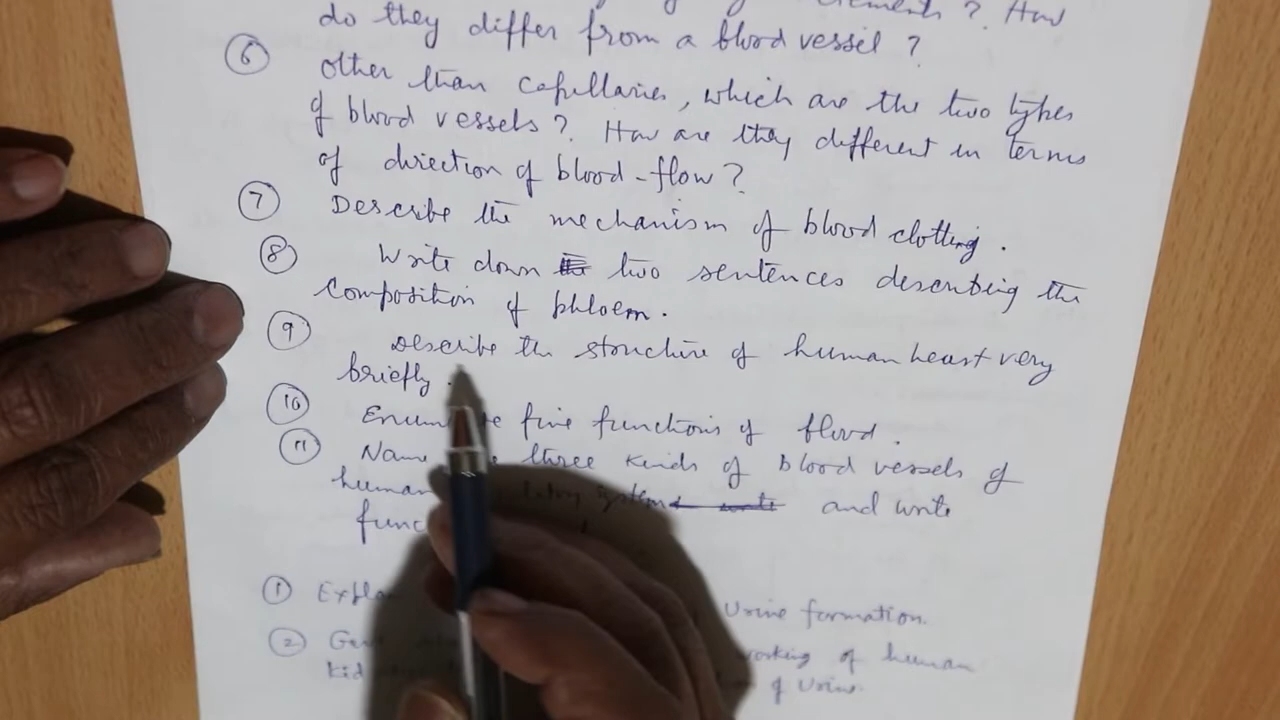 ? How
do they differ from a blood vessel ?
6 Other than capillaries, which are the two types
of blood vessels ? How are they different in terms
of direction of blood-flow ?
7 Describe the mechanism of blood clotting .
8 Write down two sentences describing the
composition of phloem .
9 Describe the structure of human heart very
briefly .
10 five functions of blood .
11 Name three kinds of blood vessels of
human and write
1 Urine formation.
2 working of human
of Urine.